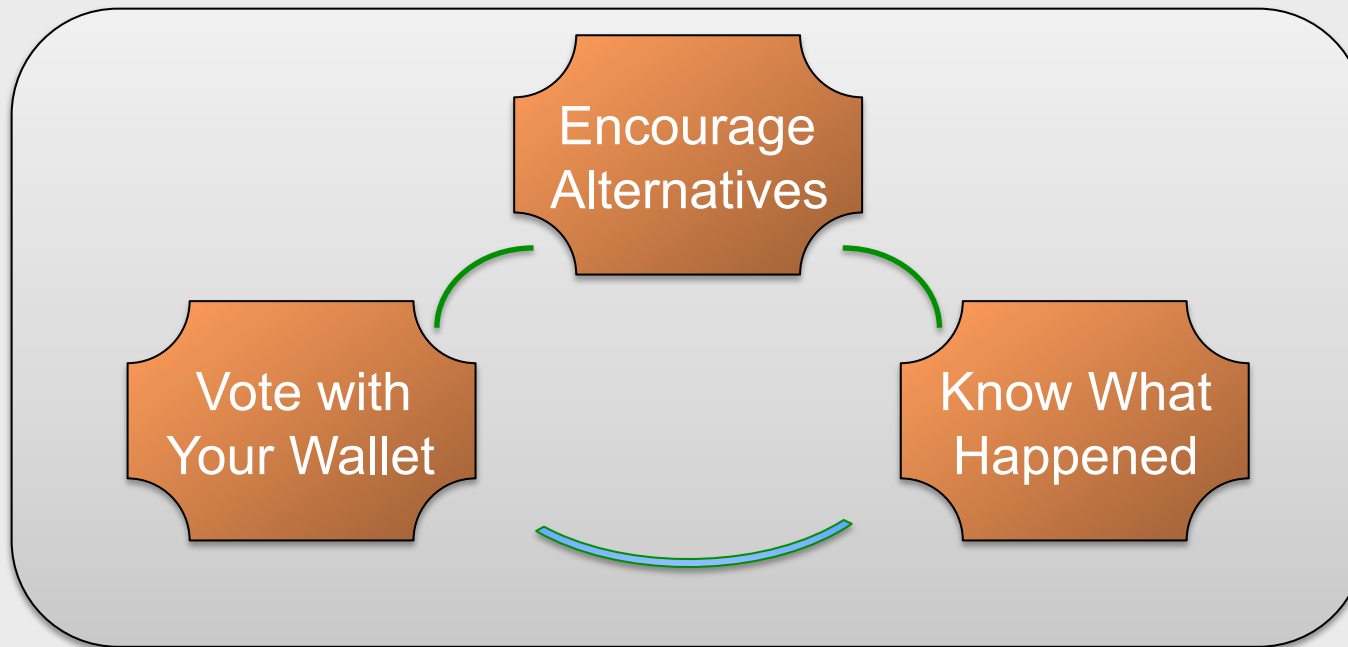 Encourage
Alternatives
Vote with
Your Wallet
Know What
Happened